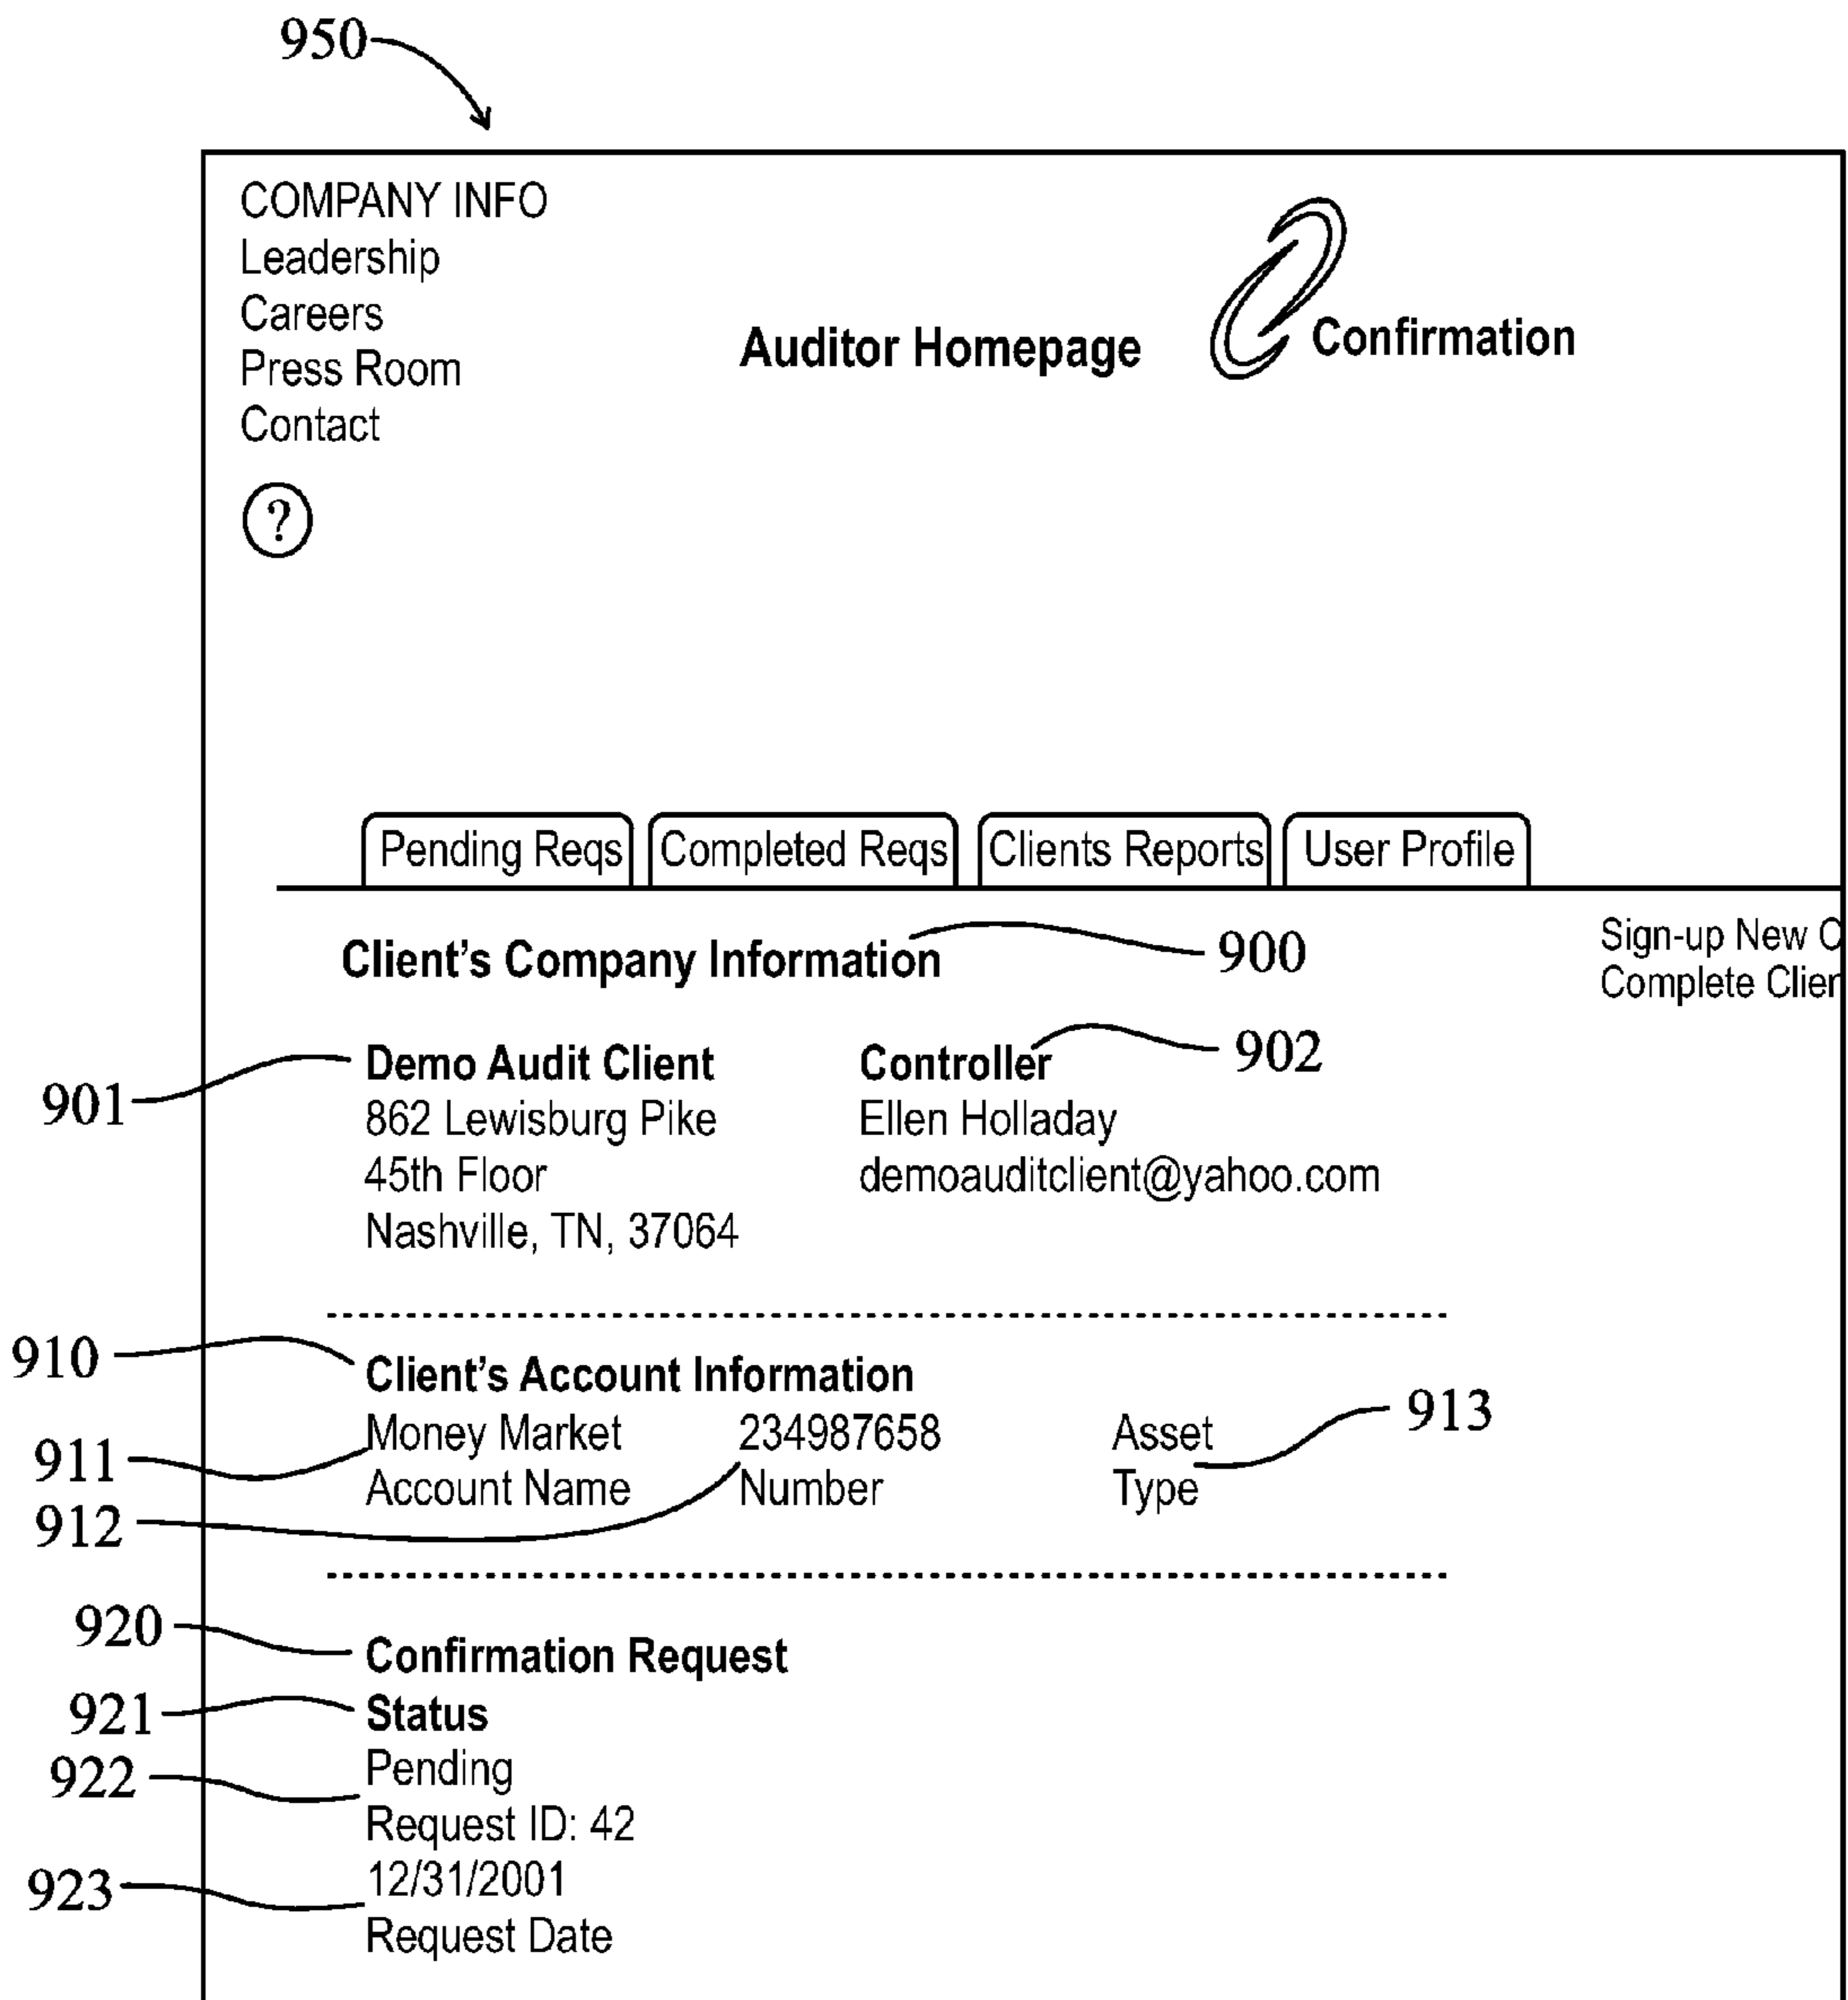 950
COMPANY INFO
Leadership
Careers
Press Room
Contact
?
Auditor Homepage
Confirmation
Pending Reqs Completed Reqs Clients Reports User Profile
Client's Company Information 900
Sign-up New
Complete
901 Demo Audit Client
862 Lewisburg Pike
45th Floor
Nashville, TN, 37064
Controller 902
Ellen Holladay
demoauditclient@yahoo.com
910 Client's Account Information
911 Money Market 234987658 Asset 913
912 Account Name Number Type
920 Confirmation Request
921 Status
922 Pending
Request ID: 42
923 12/31/2001
Request Date